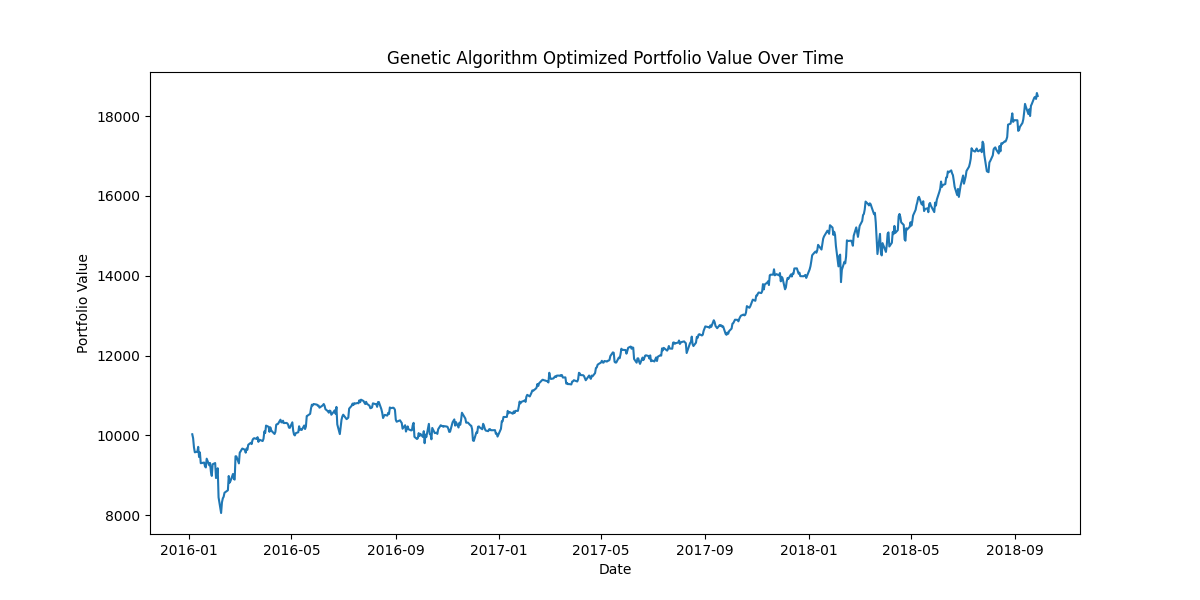 Genetic Algorithm Optimized Portfolio Value Over Time
18000
16000
14000
12000
10000
8000
Portfolio Value
2016-01 2016-05 2016-09 2017-01 2017-05 2017-09 2018-01 2018-05 2018-09
Date